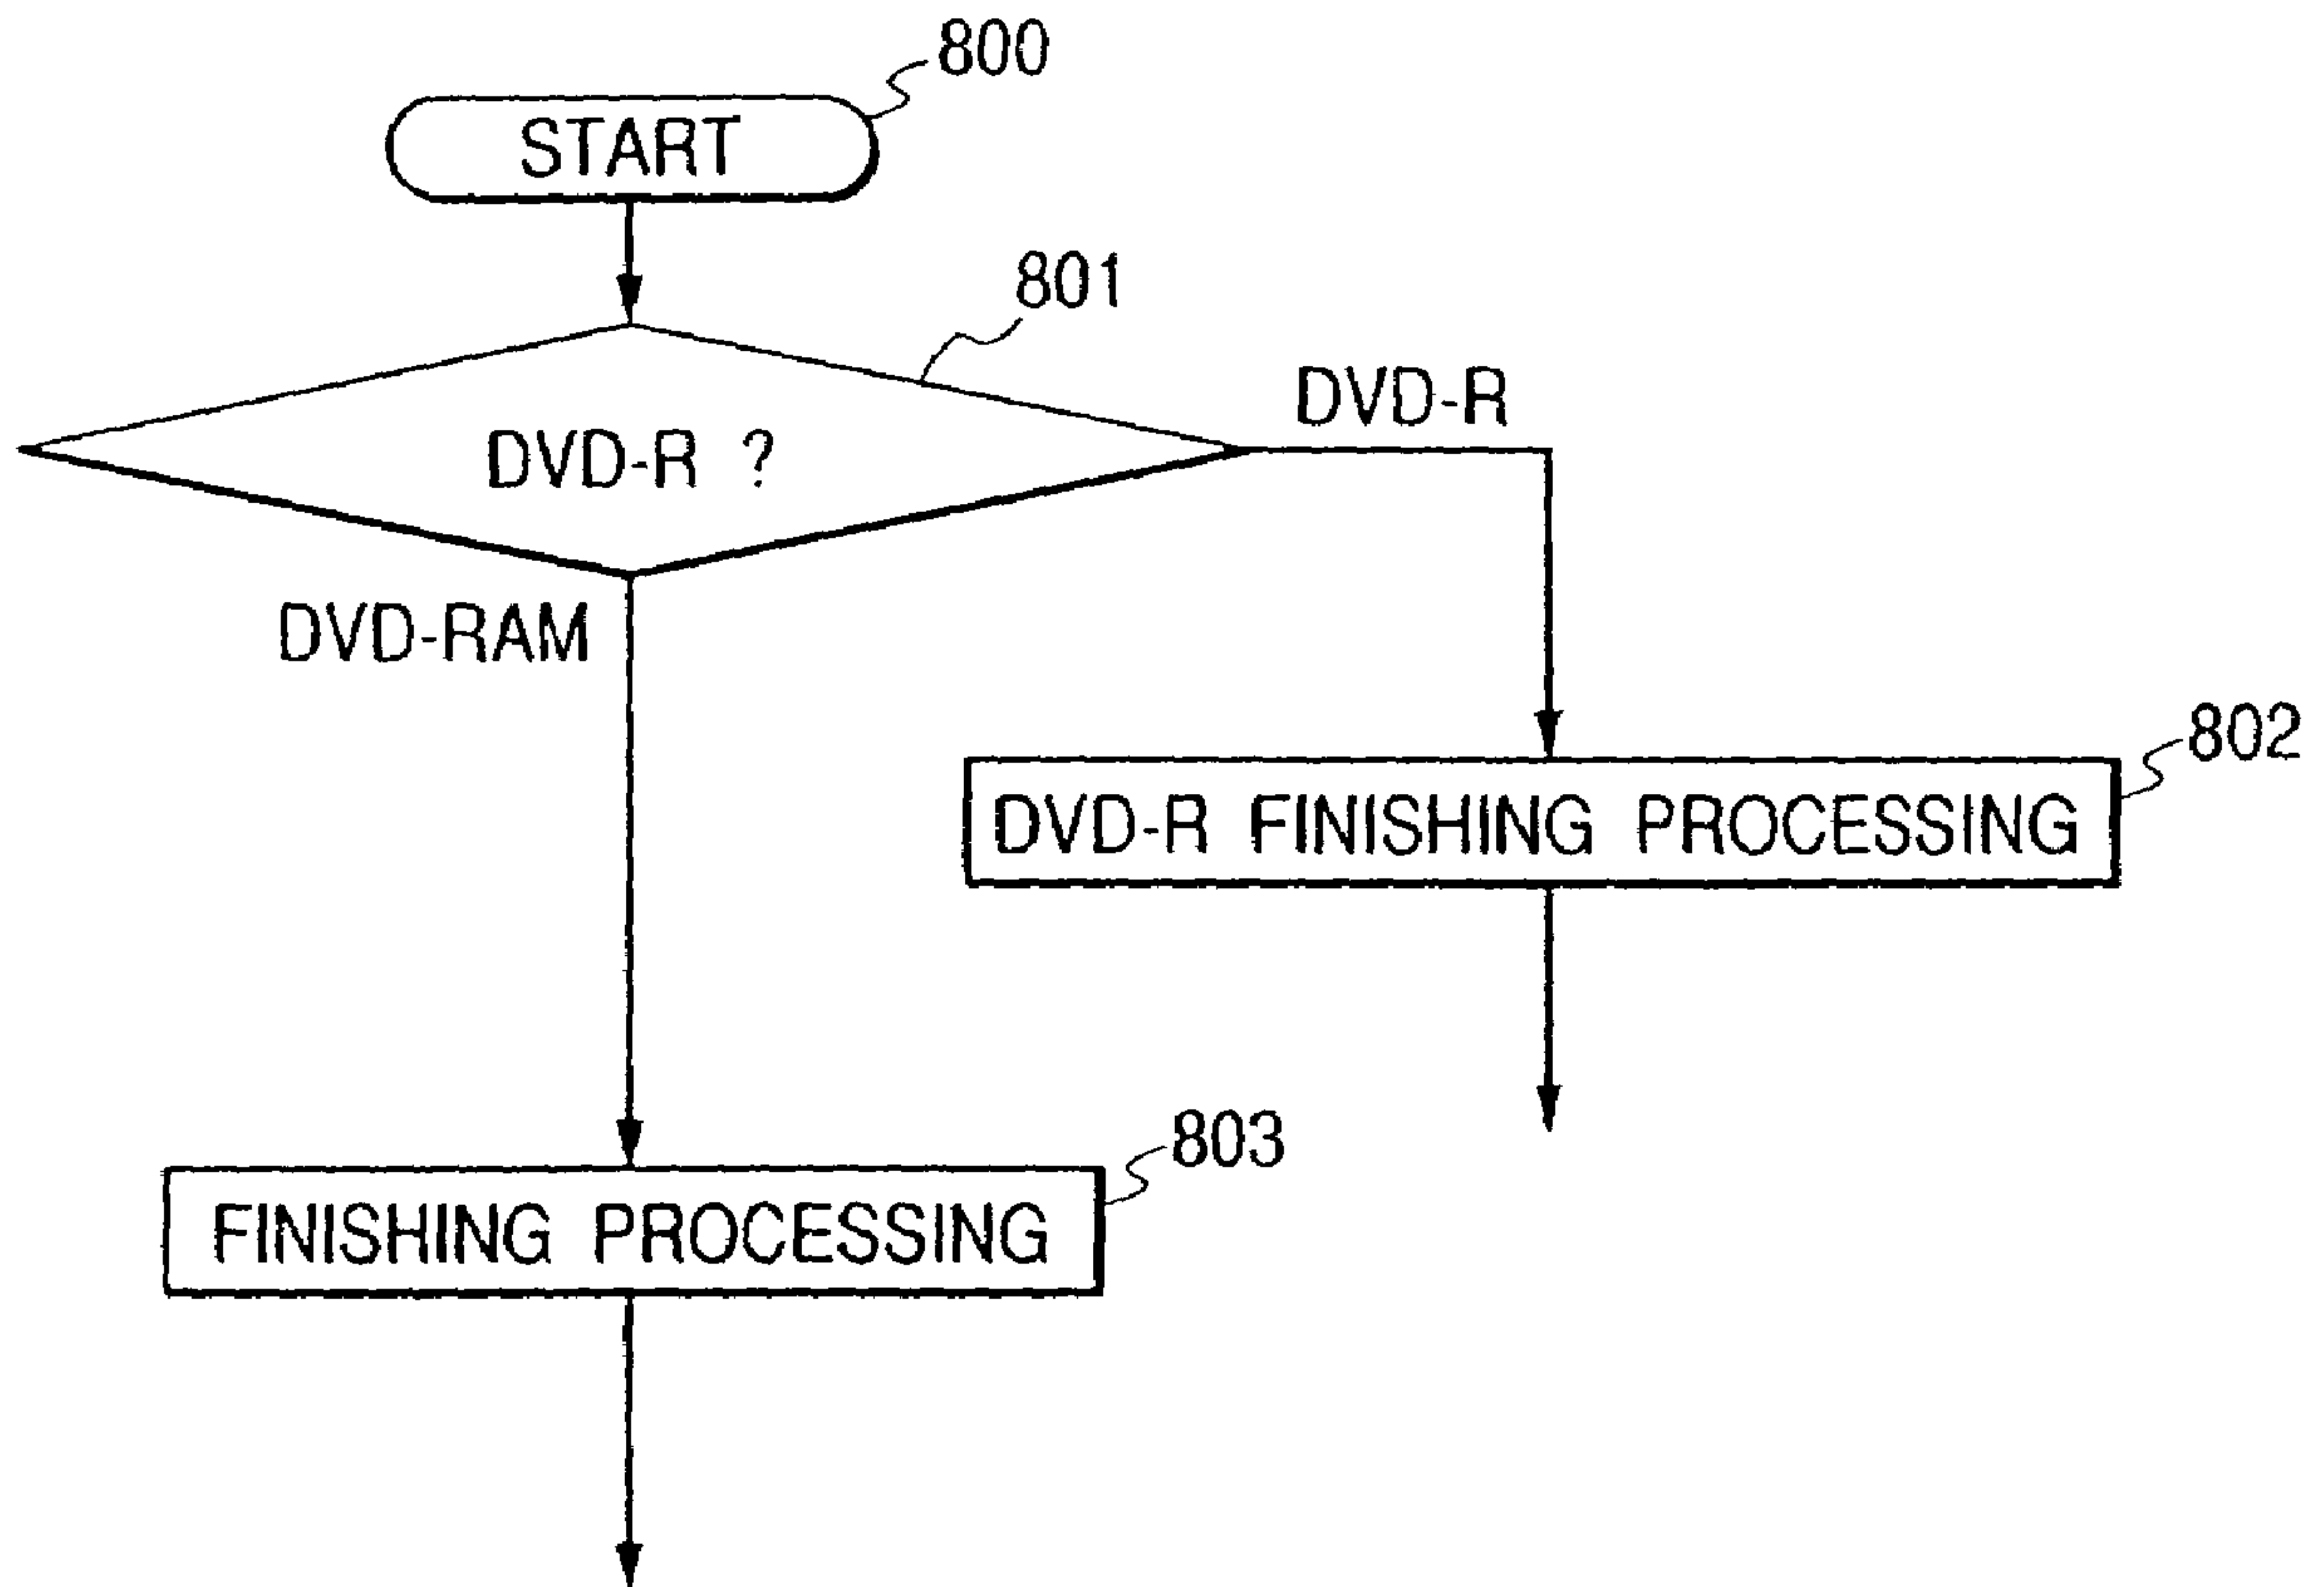 800
START
801
DVD-R
DVD-R ?
DVD-RAM
802
DVD-R FINISHING PROCESSING
803
FINISHING PROCESSING